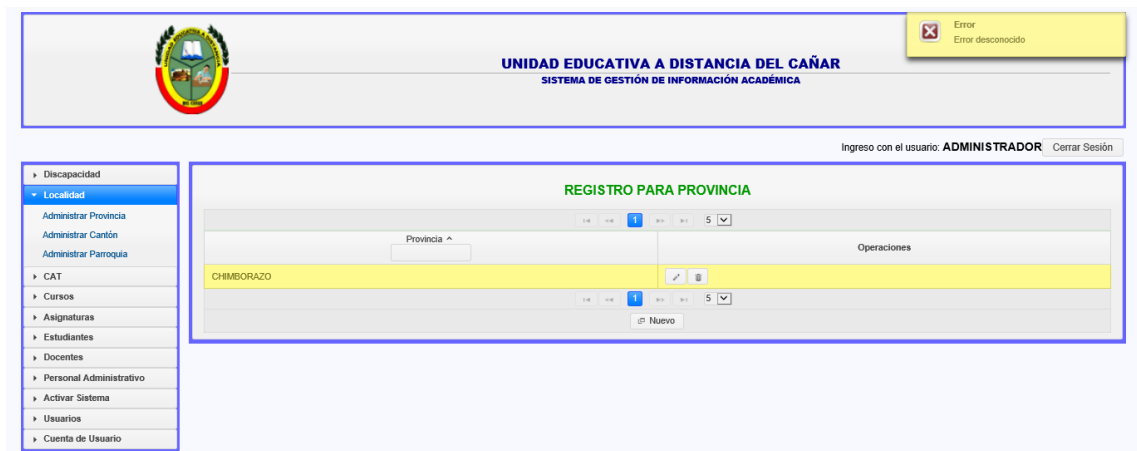 Error
Error desconocido
UNIDAD EDUCATIVA A DISTANCIA DEL CAÑAR
SISTEMA DE GESTIÓN DE INFORMACIÓN ACADÉMICA
Ingreso con el usuario: ADMINISTRADOR Cerrar Sesión
Discapacidad
Localidad
Administrar Provincia
Administrar Cantón
Administrar Parroquia
CAT
Cursos
Asignaturas
Estudiantes
Docentes
Personal Administrativo
Activar Sistema
Usuarios
Cuenta de Usuario
REGISTRO PARA PROVINCIA
1 5
Provincia Operaciones
CHIMBORAZO
1 5
Nuevo